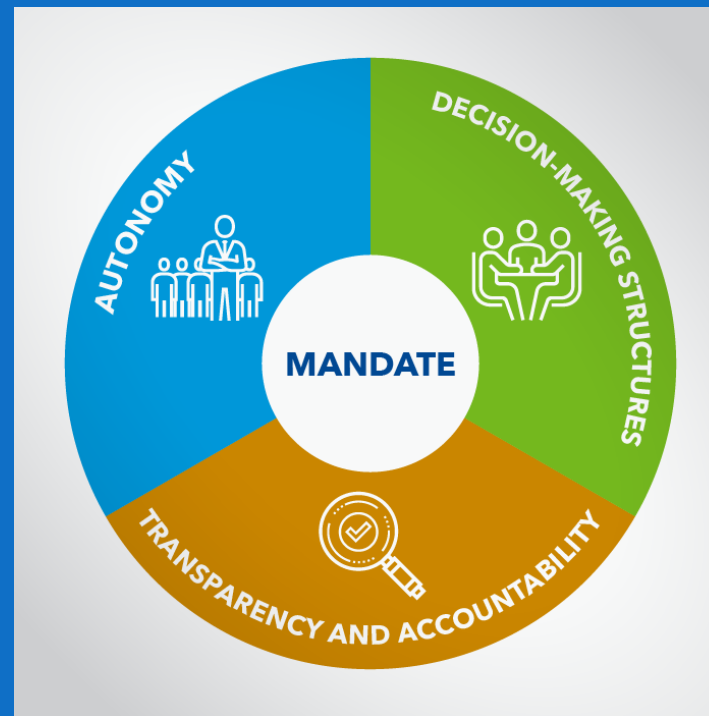 AUTONOMY
DECISION-MAKING STRUCTURES
MANDATE
TRANSPARENCY AND ACCOUNTABILITY